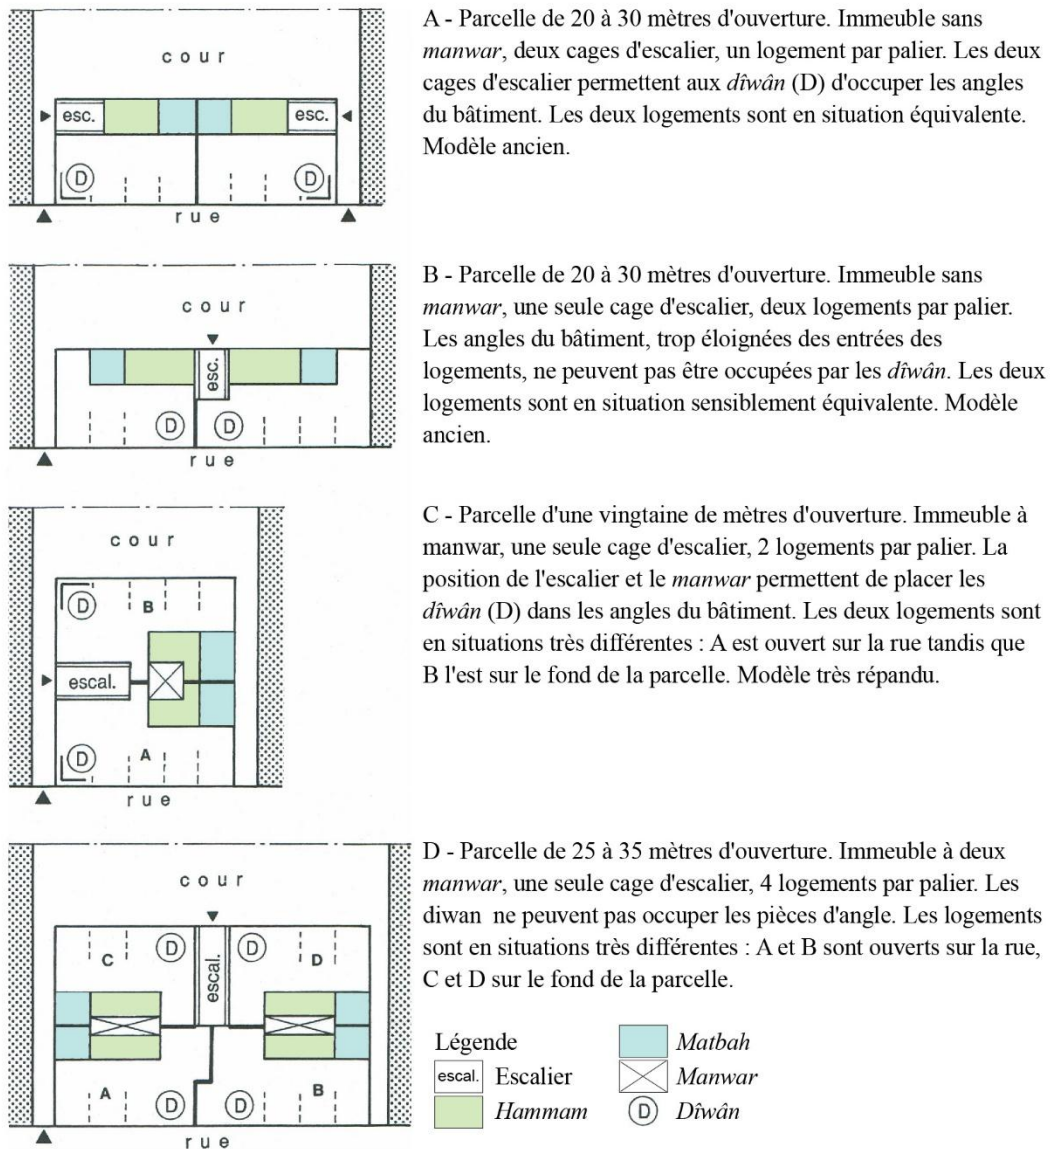 cour
esc.
esc.
D
D
rue
A - Parcelle de 20 à 30 mètres d'ouverture. Immeuble sans
manwar, deux cages d'escalier, un logement par palier. Les deux
cages d'escalier permettent aux dîwân (D) d'occuper les angles
du bâtiment. Les deux logements sont en situation équivalente.
Modèle ancien.
cour
esc.
D
D
rue
B - Parcelle de 20 à 30 mètres d'ouverture. Immeuble sans
manwar, une seule cage d'escalier, deux logements par palier.
Les angles du bâtiment, trop éloignées des entrées des
logements, ne peuvent pas être occupées par les dîwân. Les deux
logements sont en situation sensiblement équivalente. Modèle
ancien.
cour
D
B
escal.
D
A
rue
C - Parcelle d'une vingtaine de mètres d'ouverture. Immeuble à
manwar, une seule cage d'escalier, 2 logements par palier. La
position de l'escalier et le manwar permettent de placer les
dîwân (D) dans les angles du bâtiment. Les deux logements sont
en situations très différentes : A est ouvert sur la rue tandis que
B l'est sur le fond de la parcelle. Modèle très répandu.
cour
C
D
escal.
D
D
A
D
D
B
rue
D - Parcelle de 25 à 35 mètres d'ouverture. Immeuble à deux
manwar, une seule cage d'escalier, 4 logements par palier. Les
diwan ne peuvent pas occuper les pièces d'angle. Les logements
sont en situations très différentes : A et B sont ouverts sur la rue,
C et D sur le fond de la parcelle.
Légende
escal. Escalier
Hammam
Matbah
Manwar
D Dîwân